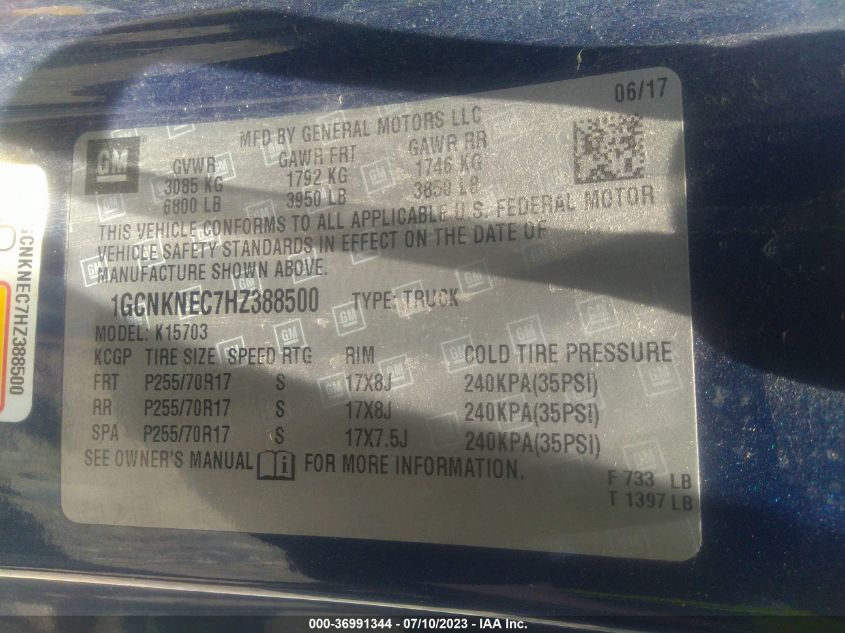 06/17
MFD BY GENERAL MOTORS LLC
GM
GVWR GAWR FRT GAWR RR
3085 KG 1792 KG 1746 KG
6800 LB 3950 LB 3850 LB
THIS VEHICLE CONFORMS TO ALL APPLICABLE U.S. FEDERAL MOTOR
VEHICLE SAFETY STANDARDS IN EFFECT ON THE DATE OF
MANUFACTURE SHOWN ABOVE.
1GCNKNEC7HZ388500 TYPE: TRUCK
MODEL: K15703
KCGP TIRE SIZE SPEED RTG RIM COLD TIRE PRESSURE
FRT P255/70R17 S 17X8J 240KPA(35PSI)
RR P255/70R17 S 17X8J 240KPA(35PSI)
SPA P255/70R17 S 17X7.5J 240KPA(35PSI)
SEE OWNER'S MANUAL FOR MORE INFORMATION.
F 733 LB
T 1397 LB
GCNKNEC7HZ388500
000-36991344 / 07/10/2023 / IAA Inc.